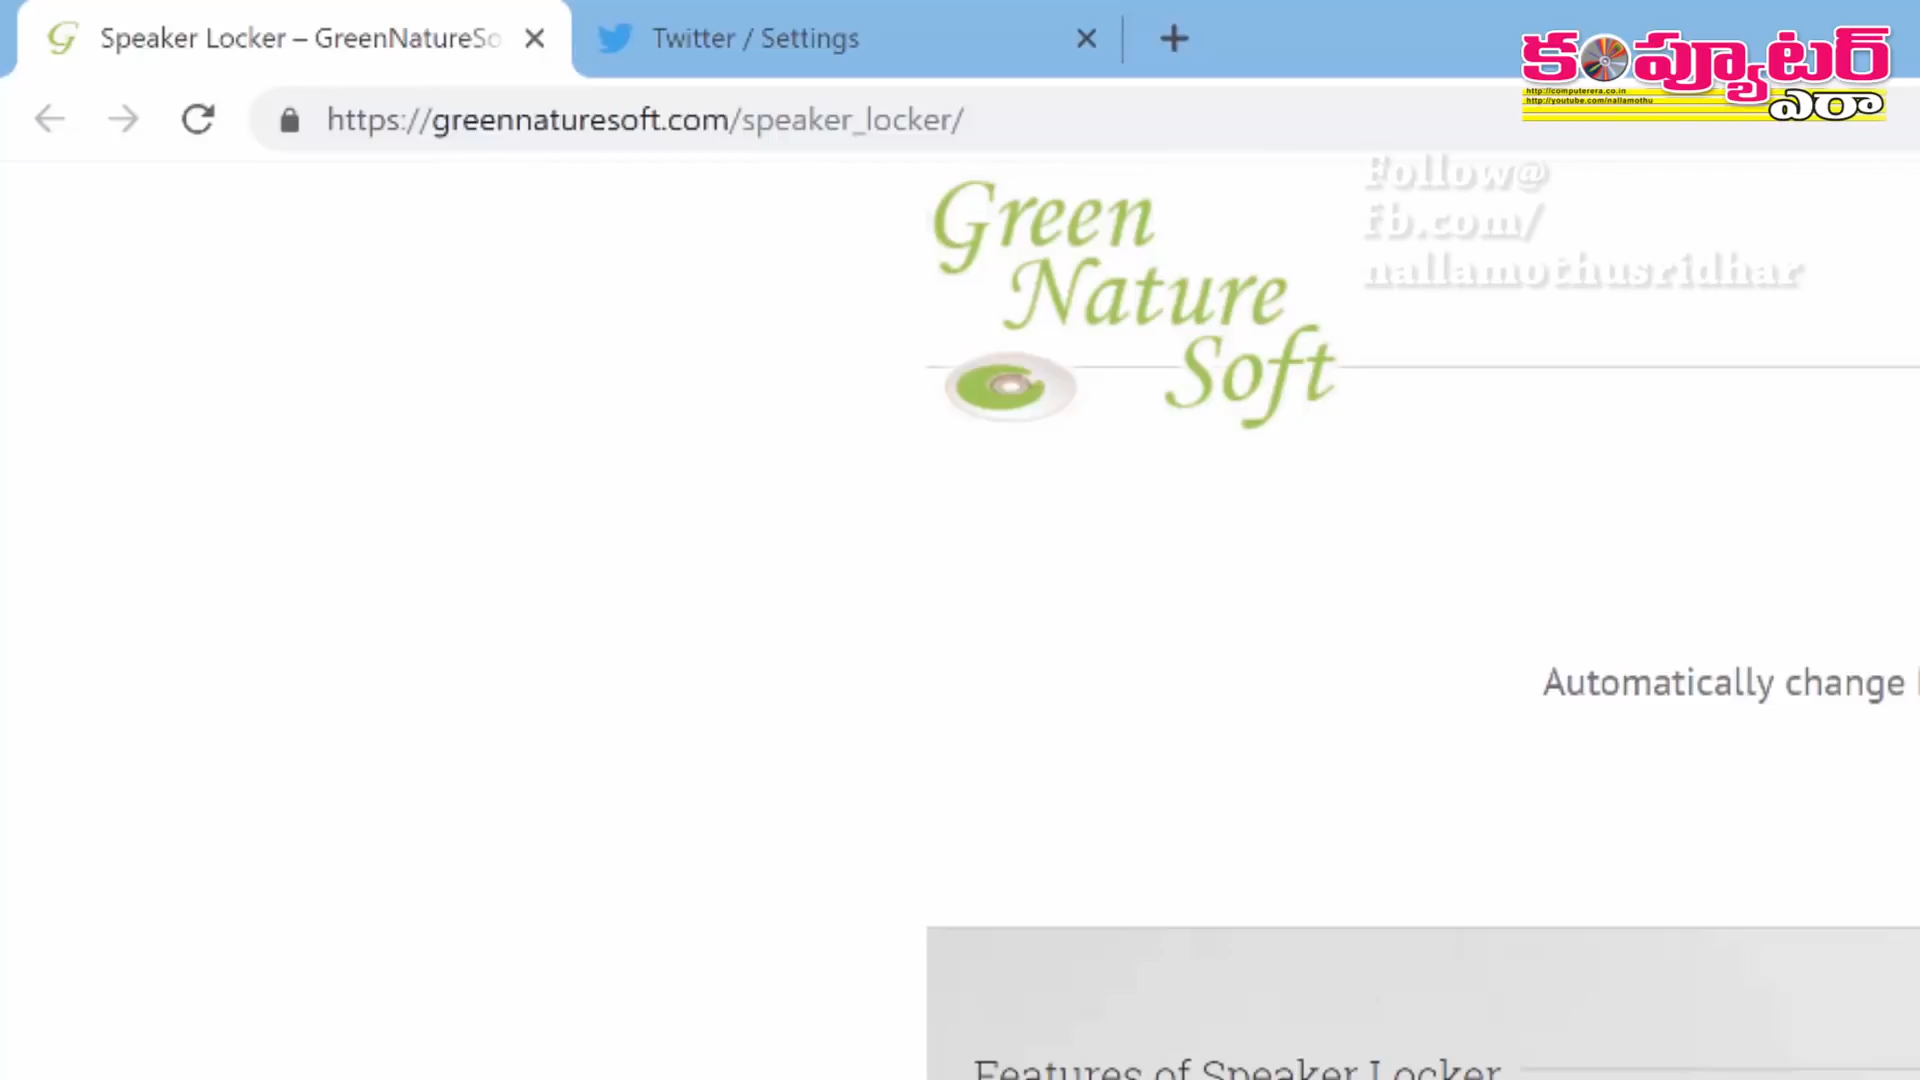 Speaker Locker – GreenNatureSo
Twitter / Settings
కంప్యూటర్
ఎరా
http://computerera.co.in
http://youtube.com/nallamothu
https://greennaturesoft.com/speaker_locker/
Follow@
fb.com/
nallamothusridhar
Green
Nature
Soft
Automatically change
Features of Speaker Locker